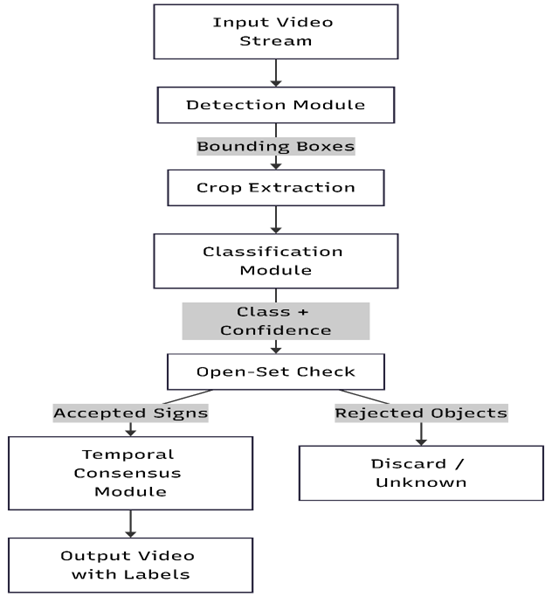 Input Video
Stream
Detection Module
Bounding Boxes
Crop Extraction
Classification
Module
Class +
Confidence
Open-Set Check
Accepted Signs
Rejected Objects
Temporal
Consensus
Module
Discard /
Unknown
Output Video
with Labels